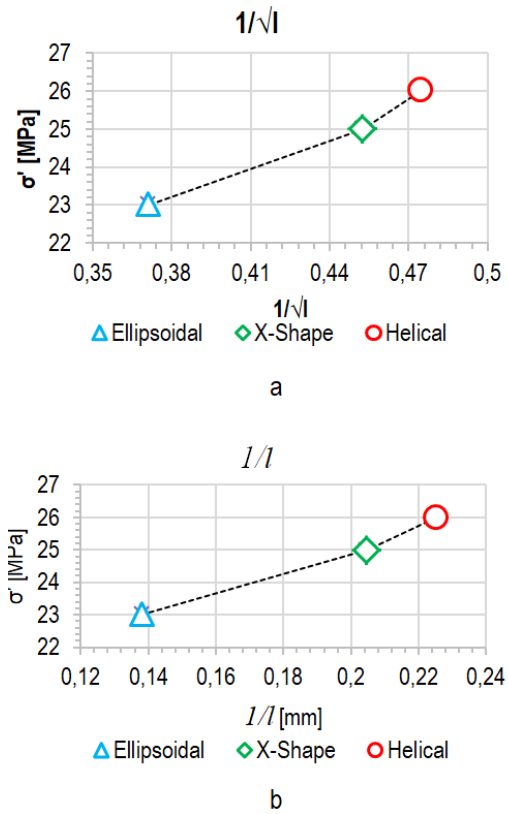 1/√l
27
26
25
24
23
22
σ' [MPa]
0,35 0,38 0,41 0,44 0,47 0,5
1/√l
Ellipsoidal X-Shape Helical
a
1/l
27
26
25
24
23
22
σ' [MPa]
0,12 0,14 0,16 0,18 0,2 0,22 0,24
1/l [mm]
Ellipsoidal X-Shape Helical
b